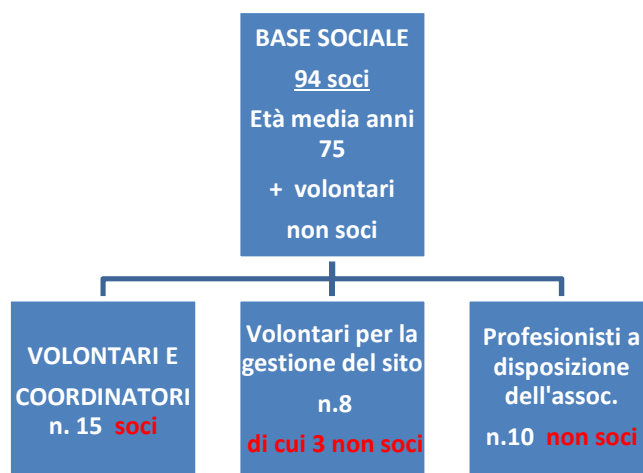 BASE SOCIALE
94 soci
Età media anni
75
+ volontari
non soci
VOLONTARI E
COORDINATORI
n. 15 soci
Volontari per la
gestione del sito
n.8
di cui 3 non soci
Profesionisti a
disposizione
dell'assoc.
n.10 non soci